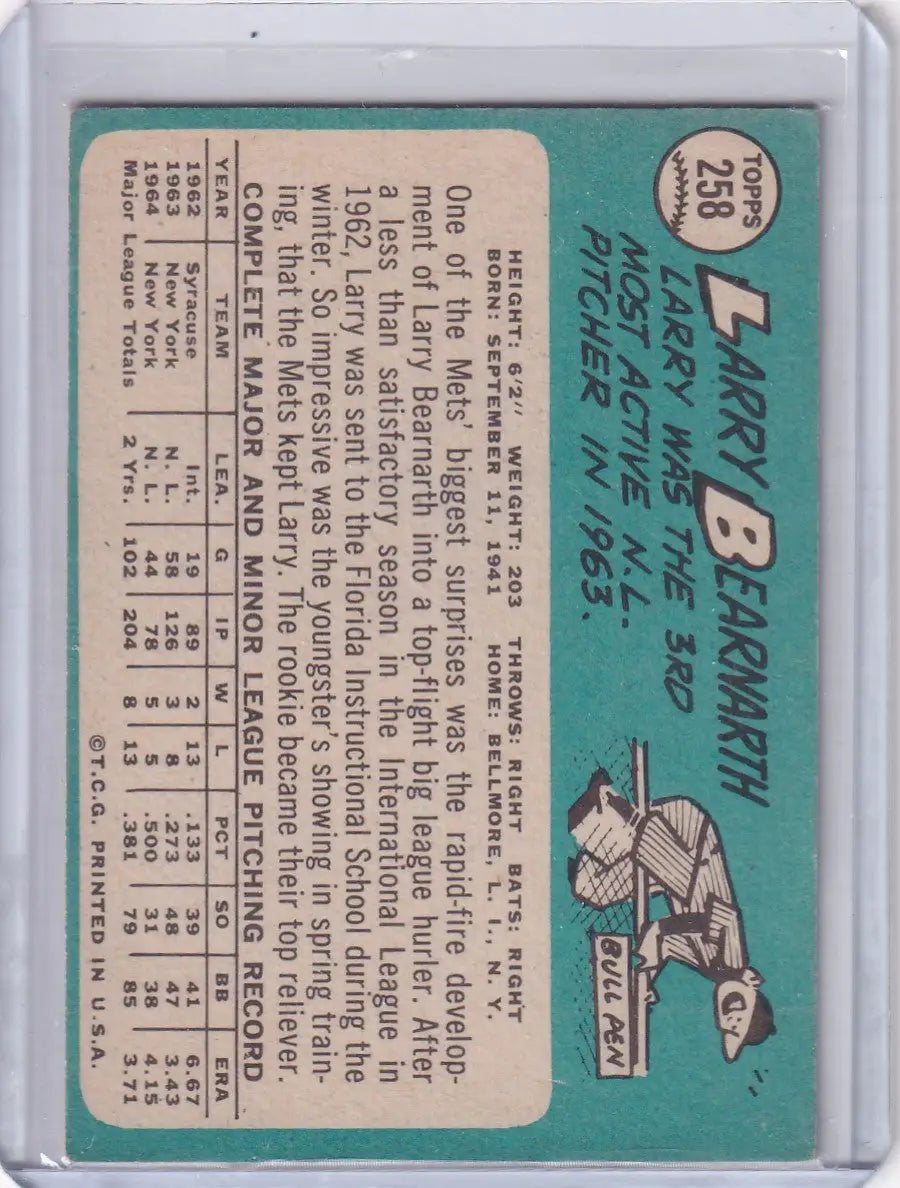 TOPPS
258
LARRY BEARNARTH
LARRY WAS THE 3RD
MOST ACTIVE N.L.
PITCHER IN 1963.
BULL PEN
HEIGHT: 6'2" WEIGHT: 203 THROWS: RIGHT BATS: RIGHT
BORN: SEPTEMBER 11, 1941 HOME: BELLMORE, L. I., N. Y.
One of the Mets' biggest surprises was the rapid-fire develop-
ment of Larry Bearnarth into a top-flight big league hurler. After
a less than satisfactory season in the International League in
1962, Larry was sent to the Florida Instructional School during the
winter. So impressive was the youngster's showing in spring train-
ing, that the Mets kept Larry. The rookie became their top reliever.
COMPLETE MAJOR AND MINOR LEAGUE PITCHING RECORD
YEAR TEAM LEA. G IP W L PCT SO BB ERA
1962 Syracuse Int. 19 89 2 13 .133 39 41 6.67
1963 New York N. L. 58 126 3 8 .273 48 47 3.43
1964 New York N. L. 44 78 5 5 .500 31 38 4.15
Major League Totals 2 Yrs. 102 204 8 13 .381 79 85 3.71
©T.C.G. PRINTED IN U.S.A.